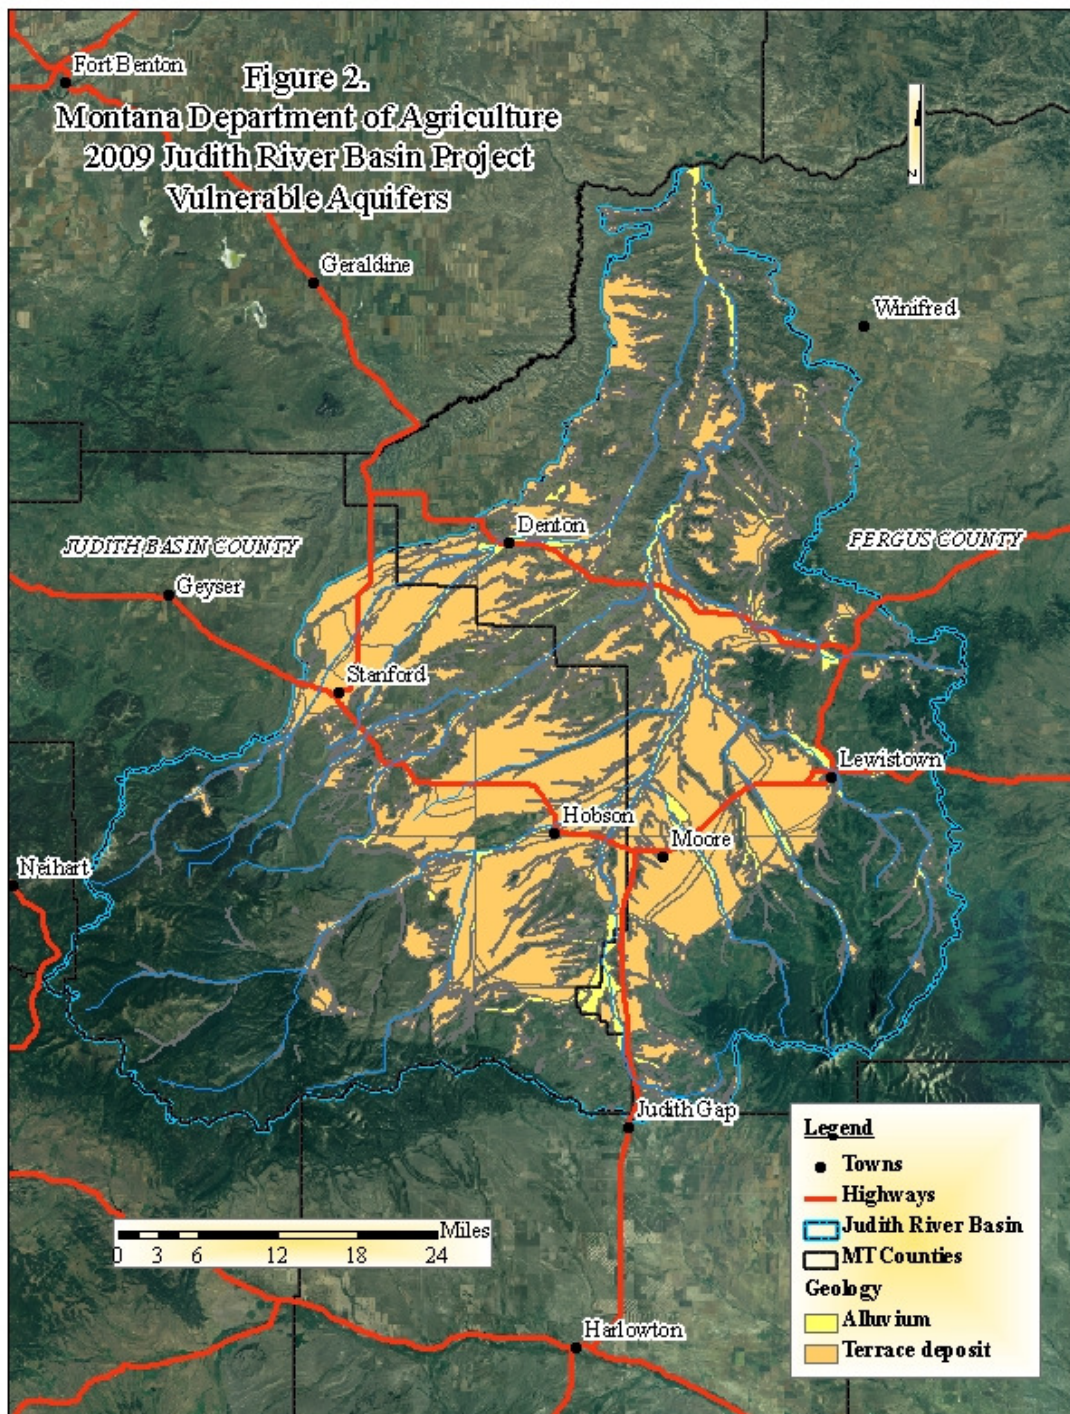 Fort Benton
Figure 2.
Montana Department of Agriculture
2009 Judith River Basin Project
Vulnerable Aquifers
N
Geraldine
Winifred
Denton
JUDITH BASIN COUNTY
FERGUS COUNTY
Geyser
Stanford
Lewistown
Hobson
Moore
Neihart
Judith Gap
Legend
Towns
Highways
Judith River Basin
MT Counties
Geology
Alluvium
Terrace deposit
Miles
0 3 6 12 18 24
Harlowton